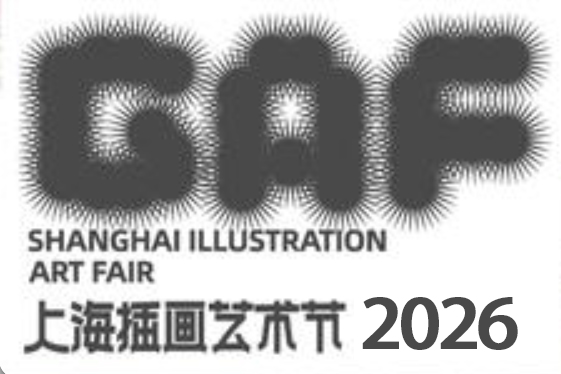 GAF
SHANGHAI ILLUSTRATION
ART FAIR
上海插画艺术节 2026